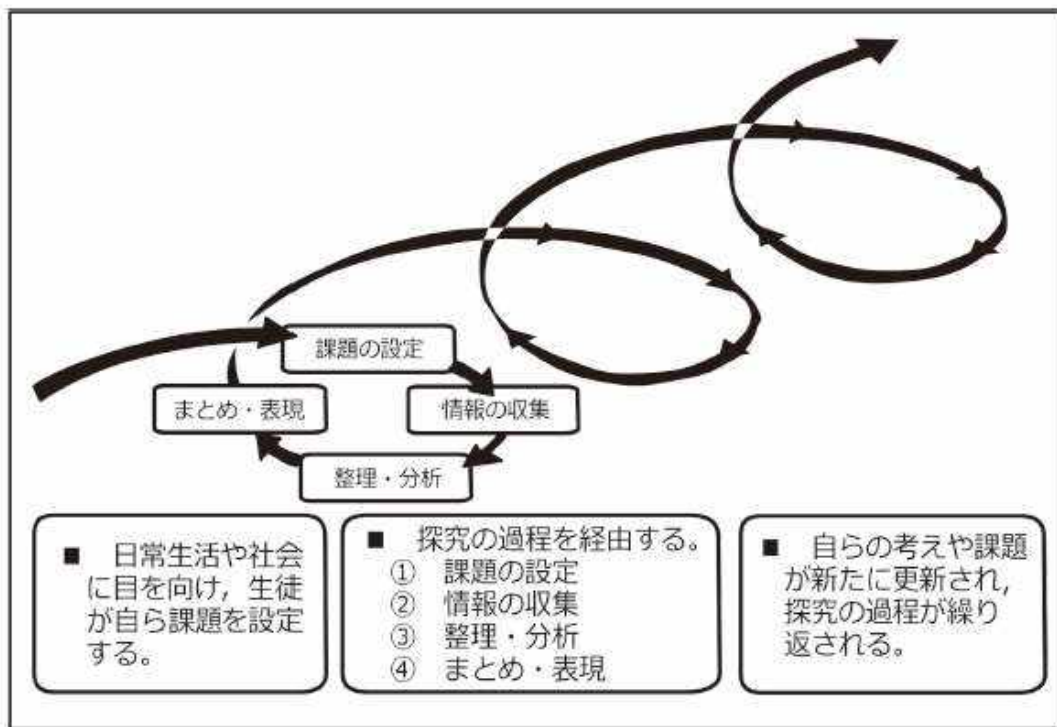 課題の設定
まとめ・表現
情報の収集
整理・分析
■ 日常生活や社会
に目を向け，生徒
が自ら課題を設定
する。
■ 探究の過程を経由する。
① 課題の設定
② 情報の収集
③ 整理・分析
④ まとめ・表現
■ 自らの考えや課題
が新たに更新され，
探究の過程が繰り
返される。